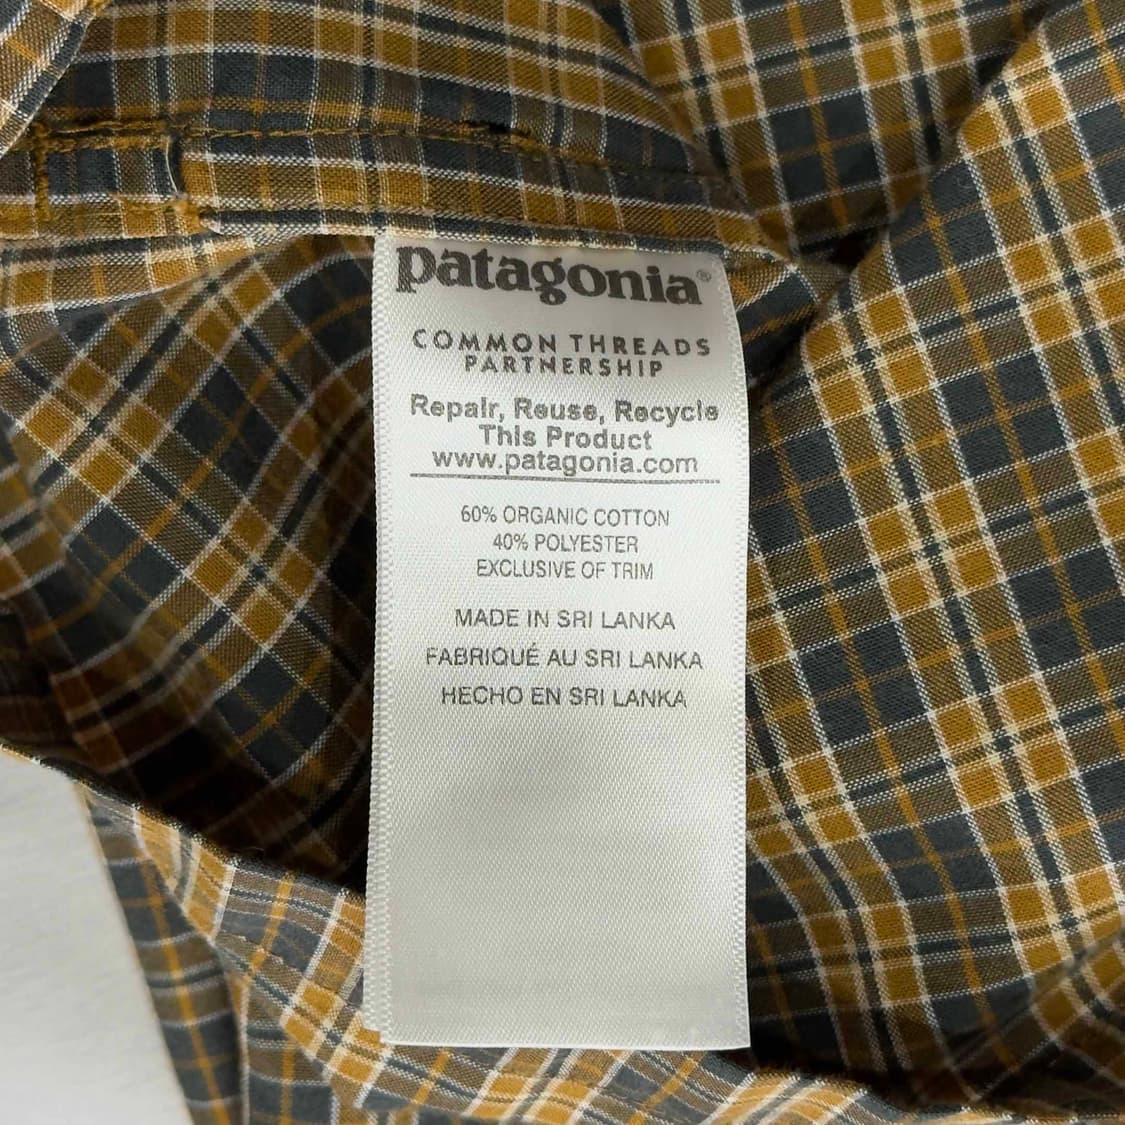 patagonia®
COMMON THREADS
PARTNERSHIP
Repair, Reuse, Recycle
This Product
www.patagonia.com
60% ORGANIC COTTON
40% POLYESTER
EXCLUSIVE OF TRIM
MADE IN SRI LANKA
FABRIQUÉ AU SRI LANKA
HECHO EN SRI LANKA